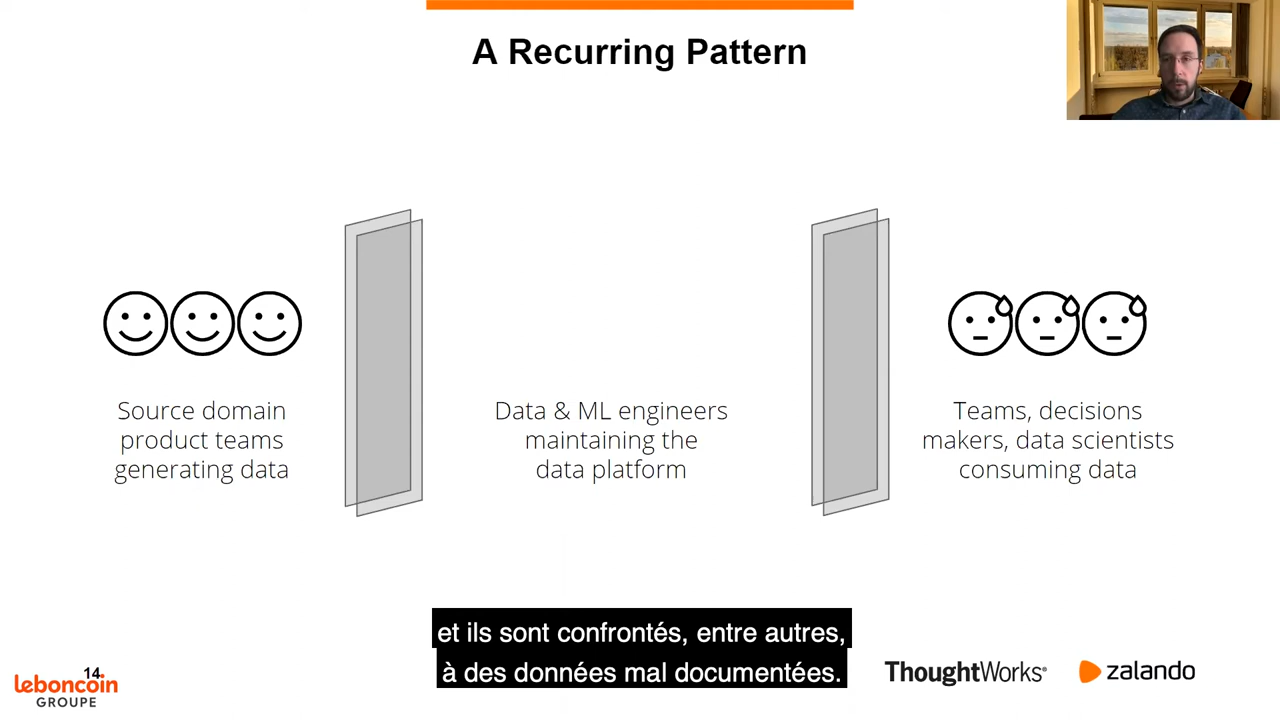 A Recurring Pattern
Source domain
product teams
generating data
Data & ML engineers
maintaining the
data platform
Teams, decisions
makers, data scientists
consuming data
et ils sont confrontés, entre autres,
à des données mal documentées.
14
leboncoin
GROUPE
ThoughtWorks®
zalando